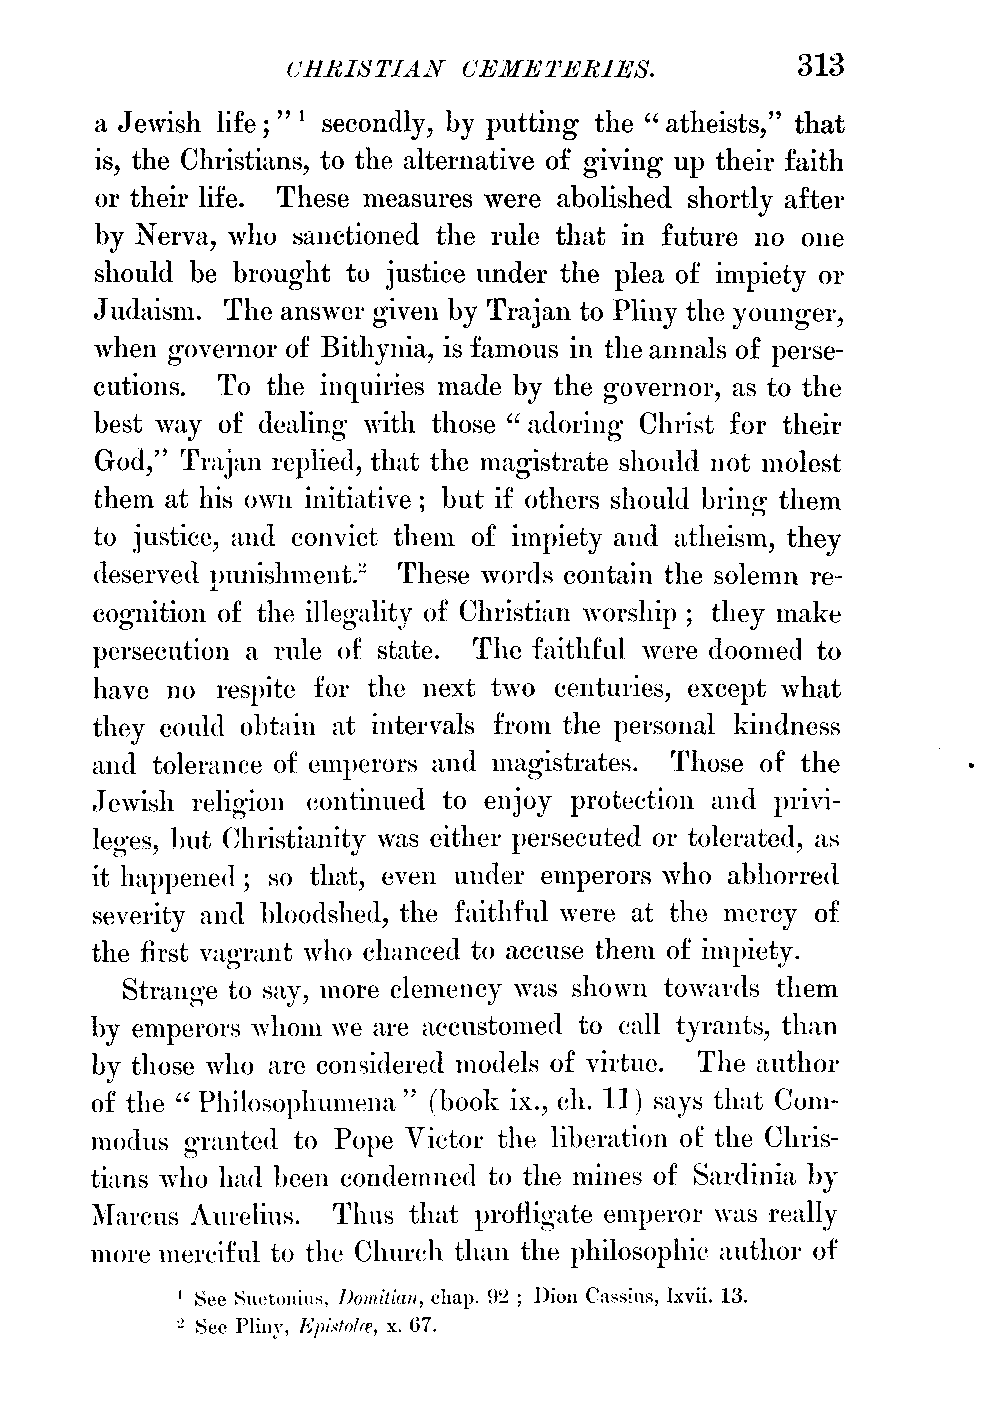 CHRISTIAN CEMETERIES. 313
a Jewish life;" ¹ secondly, by putting the "atheists," that
is, the Christians, to the alternative of giving up their faith
or their life. These measures were abolished shortly after
by Nerva, who sanctioned the rule that in future no one
should be brought to justice under the plea of impiety or
Judaism. The answer given by Trajan to Pliny the younger,
when governor of Bithynia, is famous in the annals of perse-
cutions. To the inquiries made by the governor, as to the
best way of dealing with those "adoring Christ for their
God," Trajan replied, that the magistrate should not molest
them at his own initiative; but if others should bring them
to justice, and convict them of impiety and atheism, they
deserved punishment.² These words contain the solemn re-
cognition of the illegality of Christian worship; they make
persecution a rule of state. The faithful were doomed to
have no respite for the next two centuries, except what
they could obtain at intervals from the personal kindness
and tolerance of emperors and magistrates. Those of the
Jewish religion continued to enjoy protection and privi-
leges, but Christianity was either persecuted or tolerated, as
it happened; so that, even under emperors who abhorred
severity and bloodshed, the faithful were at the mercy of
the first vagrant who chanced to accuse them of impiety.
Strange to say, more clemency was shown towards them
by emperors whom we are accustomed to call tyrants, than
by those who are considered models of virtue. The author
of the "Philosophumena" (book ix., ch. 11) says that Com-
modus granted to Pope Victor the liberation of the Chris-
tians who had been condemned to the mines of Sardinia by
Marcus Aurelius. Thus that profligate emperor was really
more merciful to the Church than the philosophic author of
¹ See Suetonius, Domitian, chap. 92; Dion Cassius, lxvii. 13.
² See Pliny, Epistolæ, x. 67.